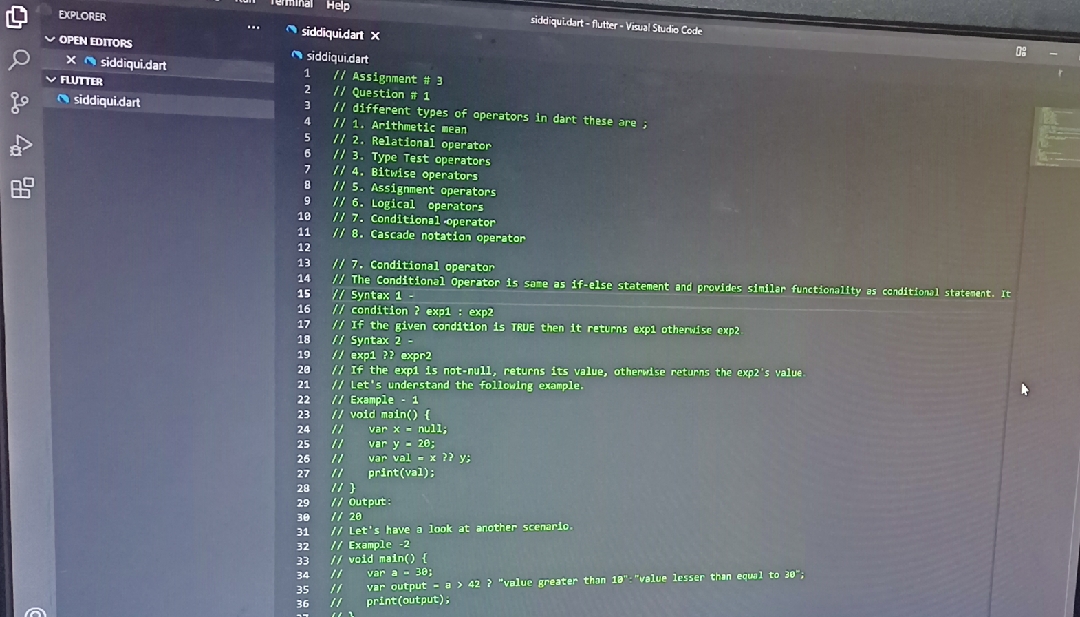 Terminal Help
siddiqui.dart - flutter - Visual Studio Code
EXPLORER
OPEN EDITORS
siddiqui.dart
FLUTTER
siddiqui.dart
siddiqui.dart
siddiqui.dart
1 // Assignment # 3
2 // Question # 1
3 // different types of operators in dart these are ;
4 // 1. Arithmetic mean
5 // 2. Relational operator
6 // 3. Type Test operators
7 // 4. Bitwise operators
8 // 5. Assignment operators
9 // 6. Logical operators
10 // 7. Conditional operator
11 // 8. Cascade notation operator
12
13 // 7. Conditional operator
14 // The Conditional Operator is same as if-else statement and provides similar functionality as conditional statement. It
15 // Syntax 1 -
16 // condition ? exp1 : exp2
17 // If the given condition is TRUE then it returns exp1 otherwise exp2
18 // Syntax 2 -
19 // exp1 ?? expr2
20 // If the exp1 is not-null, returns its value, otherwise returns the exp2's value.
21 // Let's understand the following example.
22 // Example - 1
23 // void main() {
24 // var x = null;
25 // var y = 20;
26 // var val = x ?? y;
27 // print(val);
28 // }
29 // Output:
30 // 20
31 // Let's have a look at another scenario.
32 // Example -2
33 // void main() {
34 // var a = 30;
35 // var output = a > 42 ? "value greater than 10":"value lesser than equal to 30";
36 // print(output);
37 // }